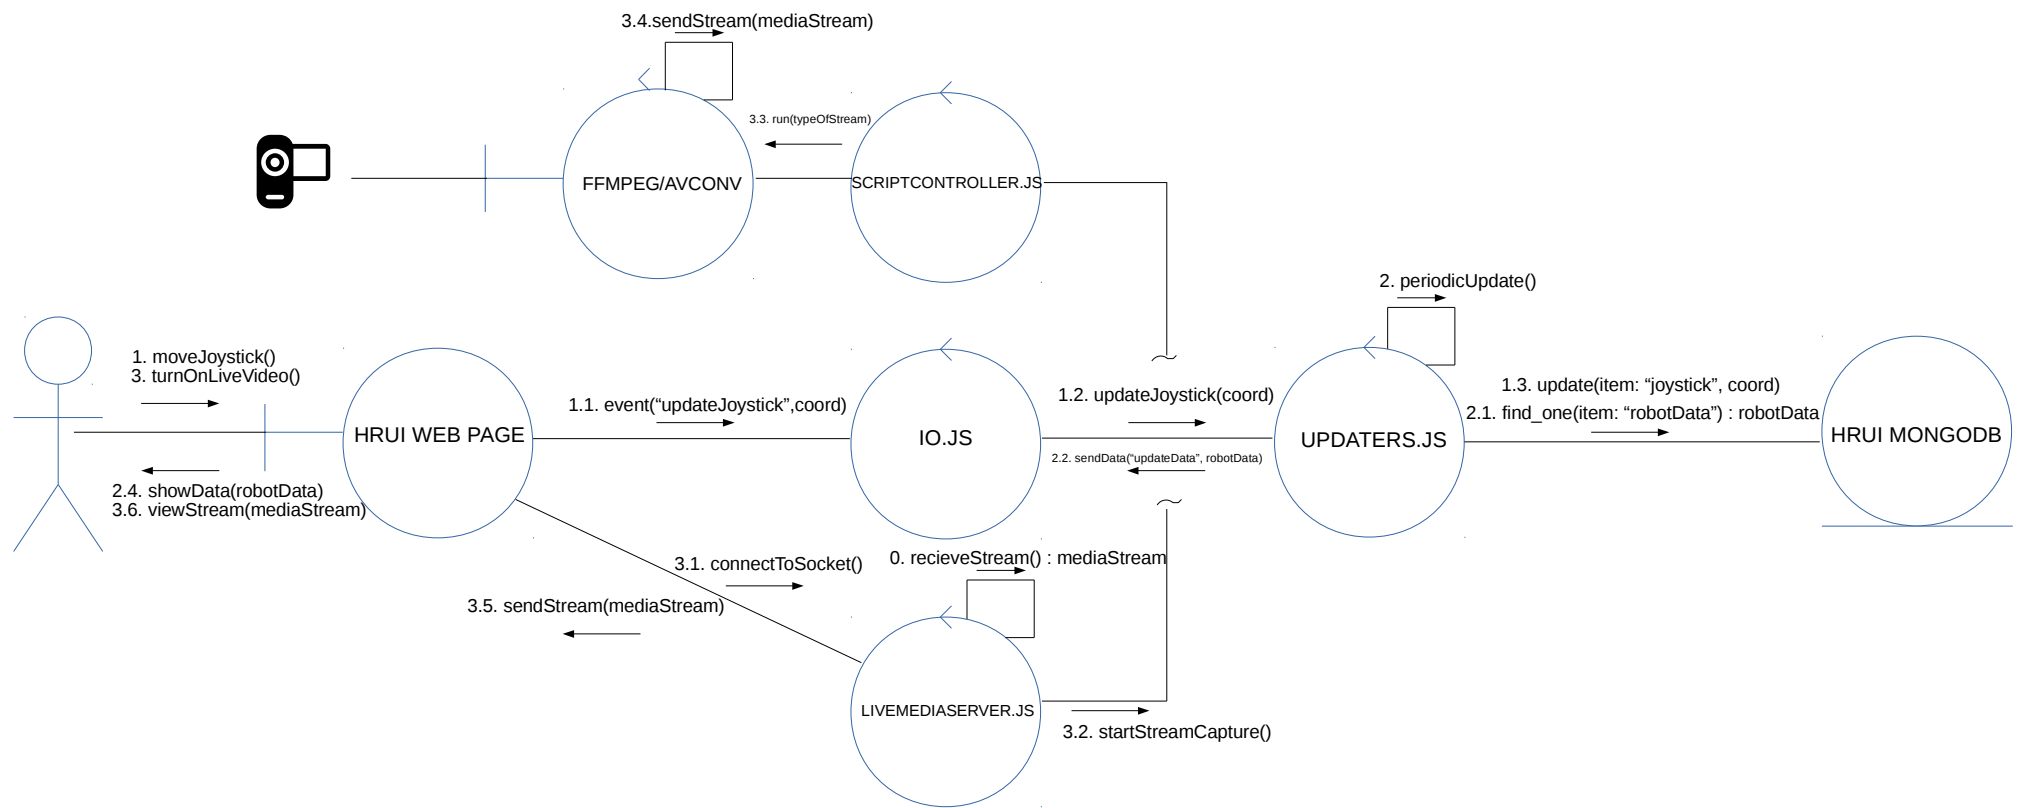 3.4.sendStream(mediaStream)
3.3. run(typeOfStream)
FFMPEG/AVCONV
SCRIPTCONTROLLER.JS
2. periodicUpdate()
1. moveJoystick()
3. turnOnLiveVideo()
1.1. event(“updateJoystick”,coord)
1.2. updateJoystick(coord)
1.3. update(item: “joystick”, coord)
2.1. find_one(item: “robotData”) : robotData
HRUI WEB PAGE
IO.JS
UPDATERS.JS
HRUI MONGODB
2.2. sendData(“updateData”, robotData)
2.4. showData(robotData)
3.6. viewStream(mediaStream)
0. recieveStream() : mediaStream
3.1. connectToSocket()
3.5. sendStream(mediaStream)
LIVEMEDIASERVER.JS
3.2. startStreamCapture()